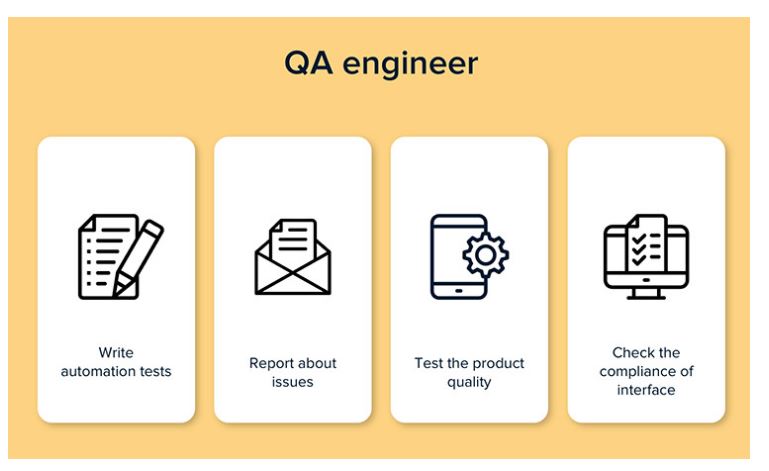 QA engineer
Write
automation tests
Report about
issues
Test the product
quality
Check the
compliance of
interface